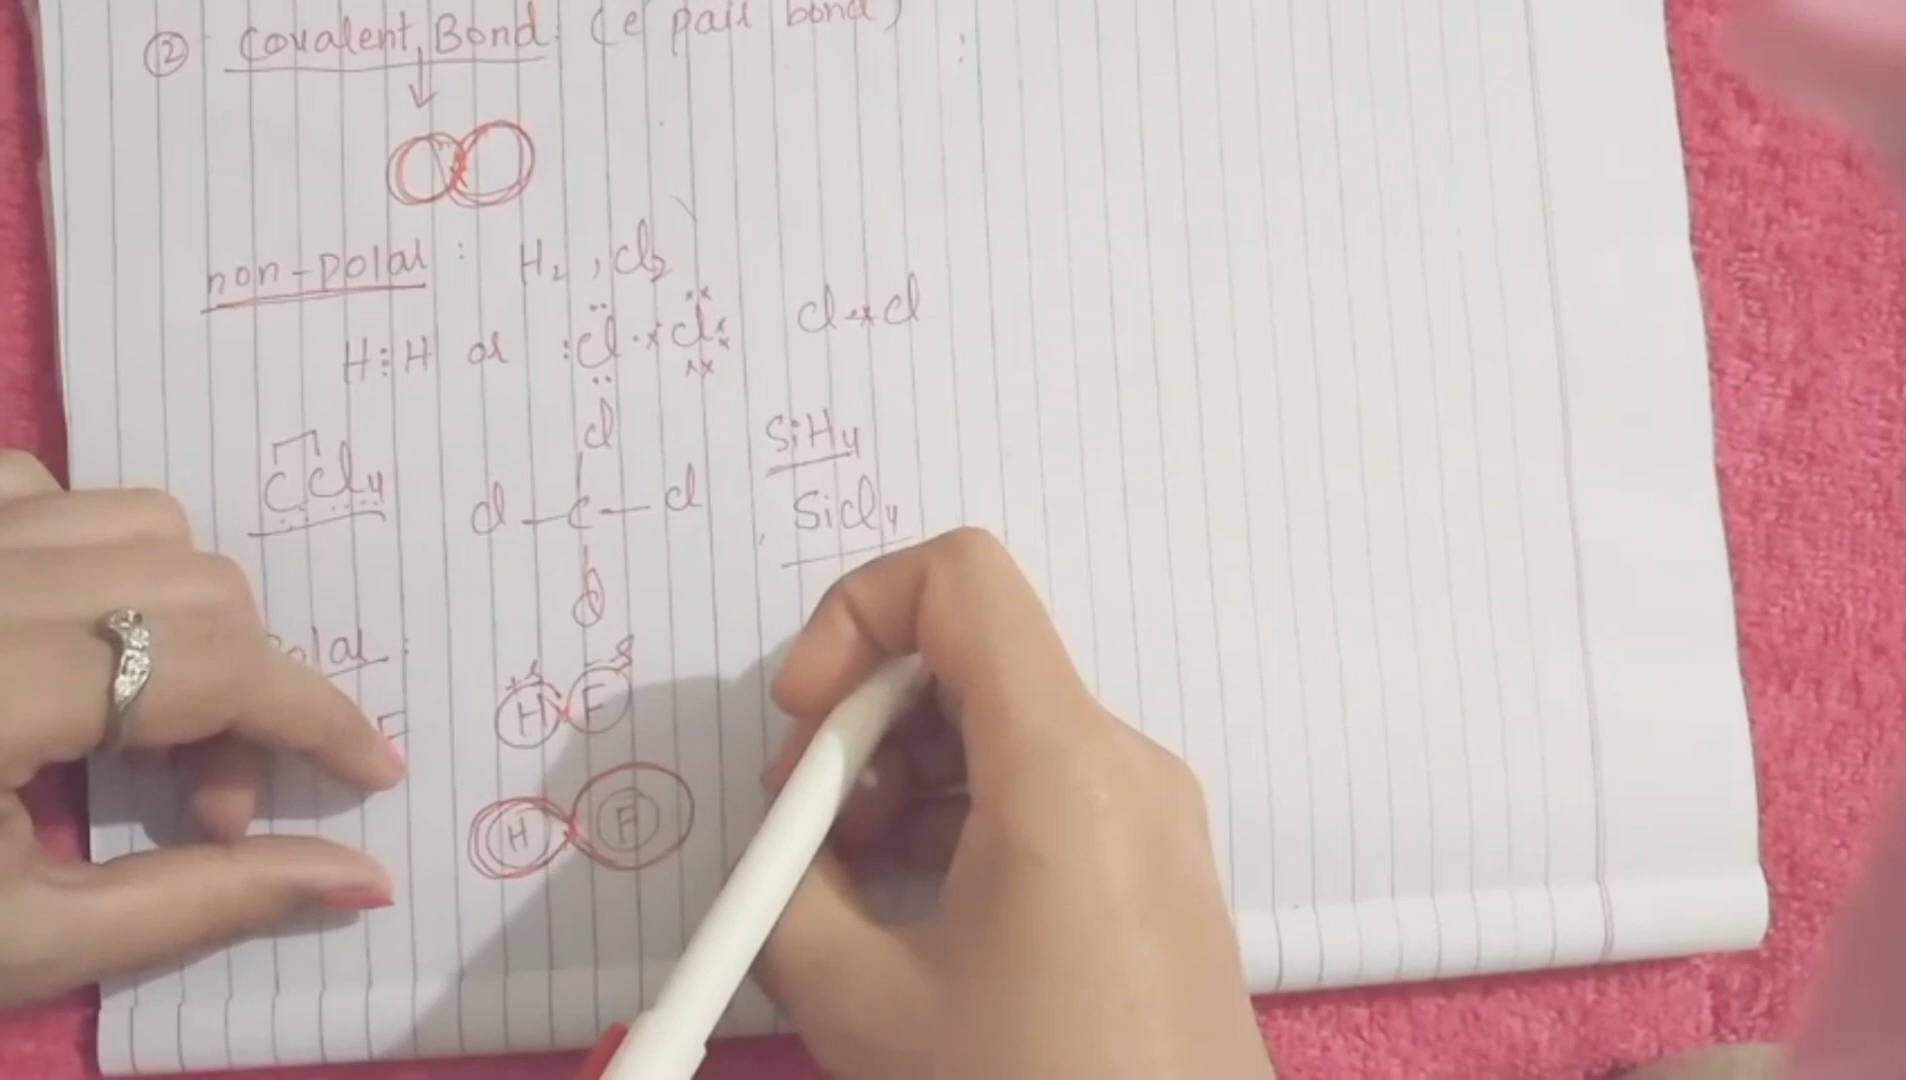 ② Covalent Bond : (e⁻ pair bond)
non-polar : H₂ , Cl₂
H : H or :Cl · x Cl Cl x Cl
Cl
CCl₄ Cl — C — Cl SiH₄
SiCl₄
Cl
Polar :
+δ -δ
F H F
H F